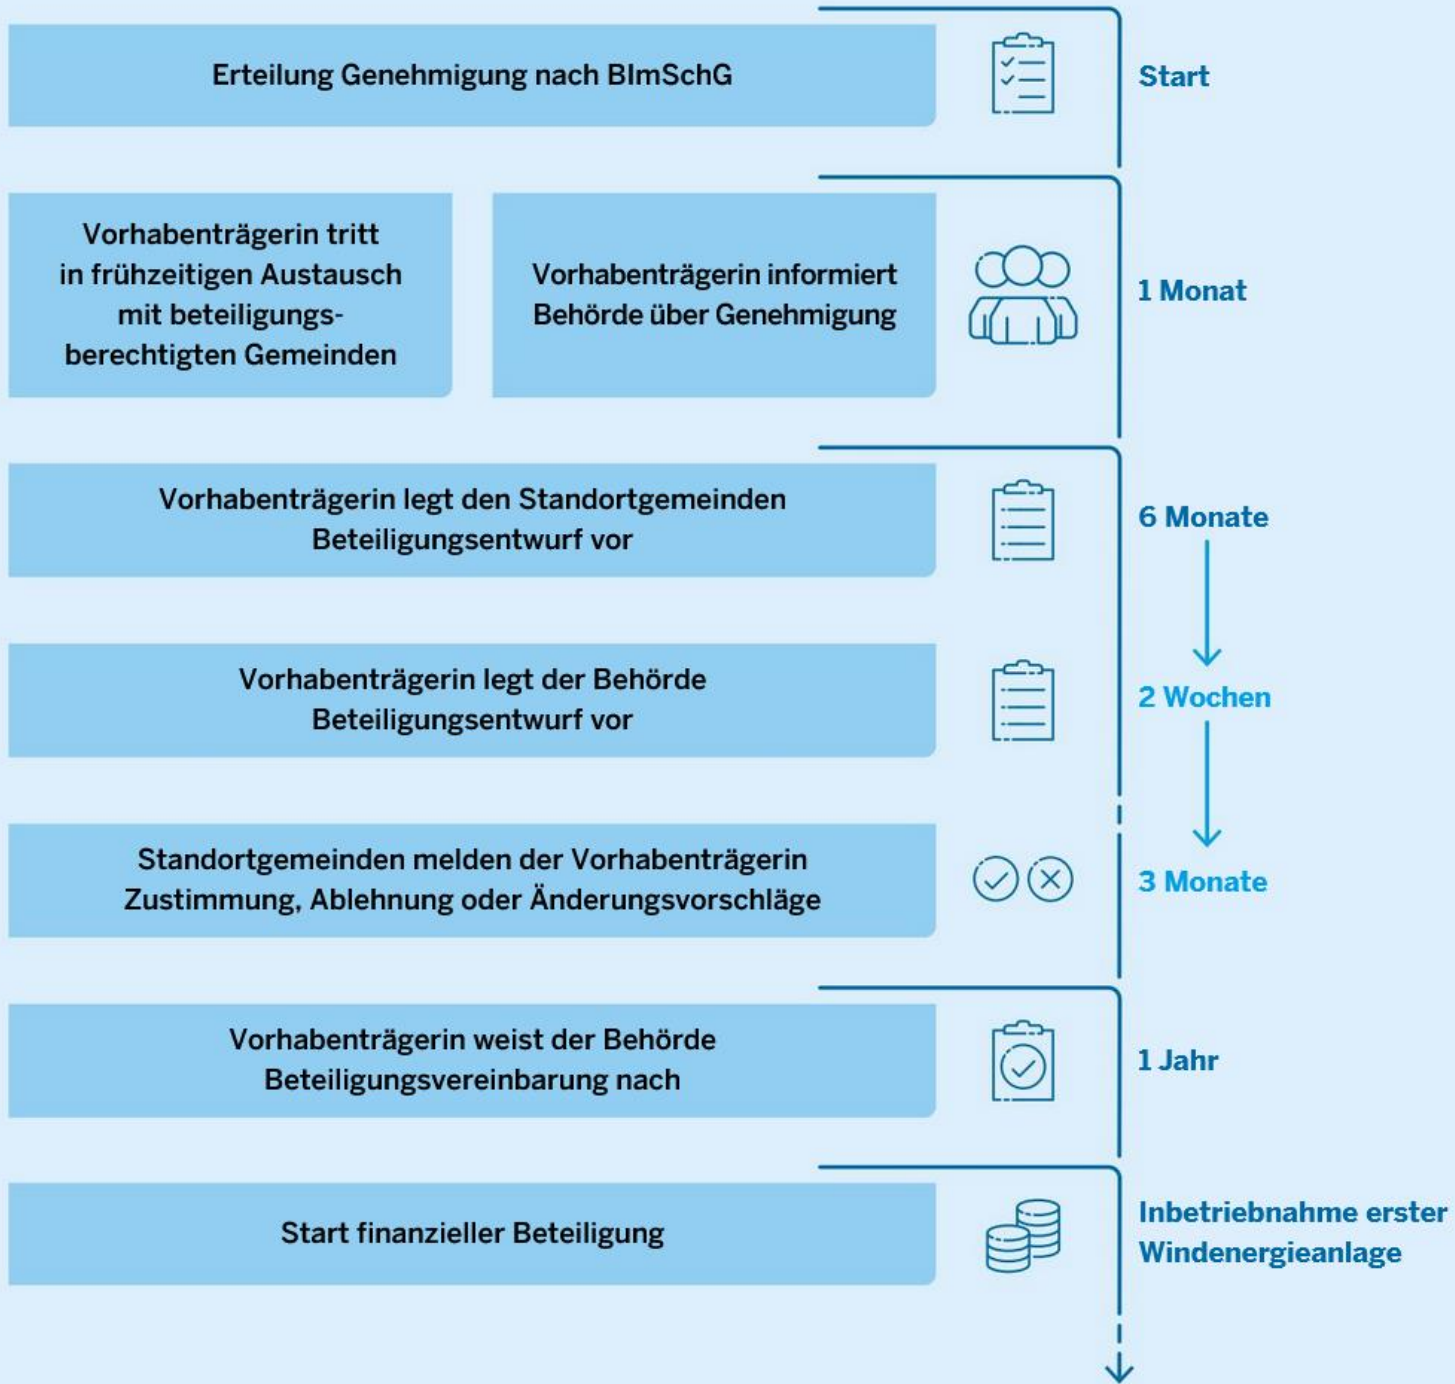 Erteilung Genehmigung nach BImSchG
Start
Vorhabenträgerin tritt
in frühzeitigen Austausch
mit beteiligungs-
berechtigten Gemeinden
Vorhabenträgerin informiert
Behörde über Genehmigung
1 Monat
Vorhabenträgerin legt den Standortgemeinden
Beteiligungsentwurf vor
6 Monate
Vorhabenträgerin legt der Behörde
Beteiligungsentwurf vor
2 Wochen
Standortgemeinden melden der Vorhabenträgerin
Zustimmung, Ablehnung oder Änderungsvorschläge
3 Monate
Vorhabenträgerin weist der Behörde
Beteiligungsvereinbarung nach
1 Jahr
Start finanzieller Beteiligung
Inbetriebnahme erster
Windenergieanlage